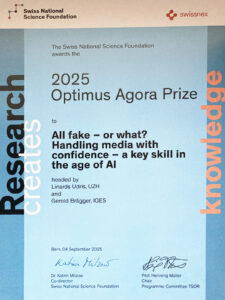 Swiss National
Science Foundation
swissnex
The Swiss National Science Foundation
awards the
2025
Optimus Agora Prize
to
All fake – or what?
Handling media with
confidence – a key skill in
the age of AI
headed by
Linards Udris, UZH
and
Gerrold Brügger, IQES
Bern, 04 September 2025
Dr Katrin Milzow
Co-director
Swiss National Science Foundation
Prof. Henning Müller
Chair
Programme Committee TSOR
Research
creates
knowledge